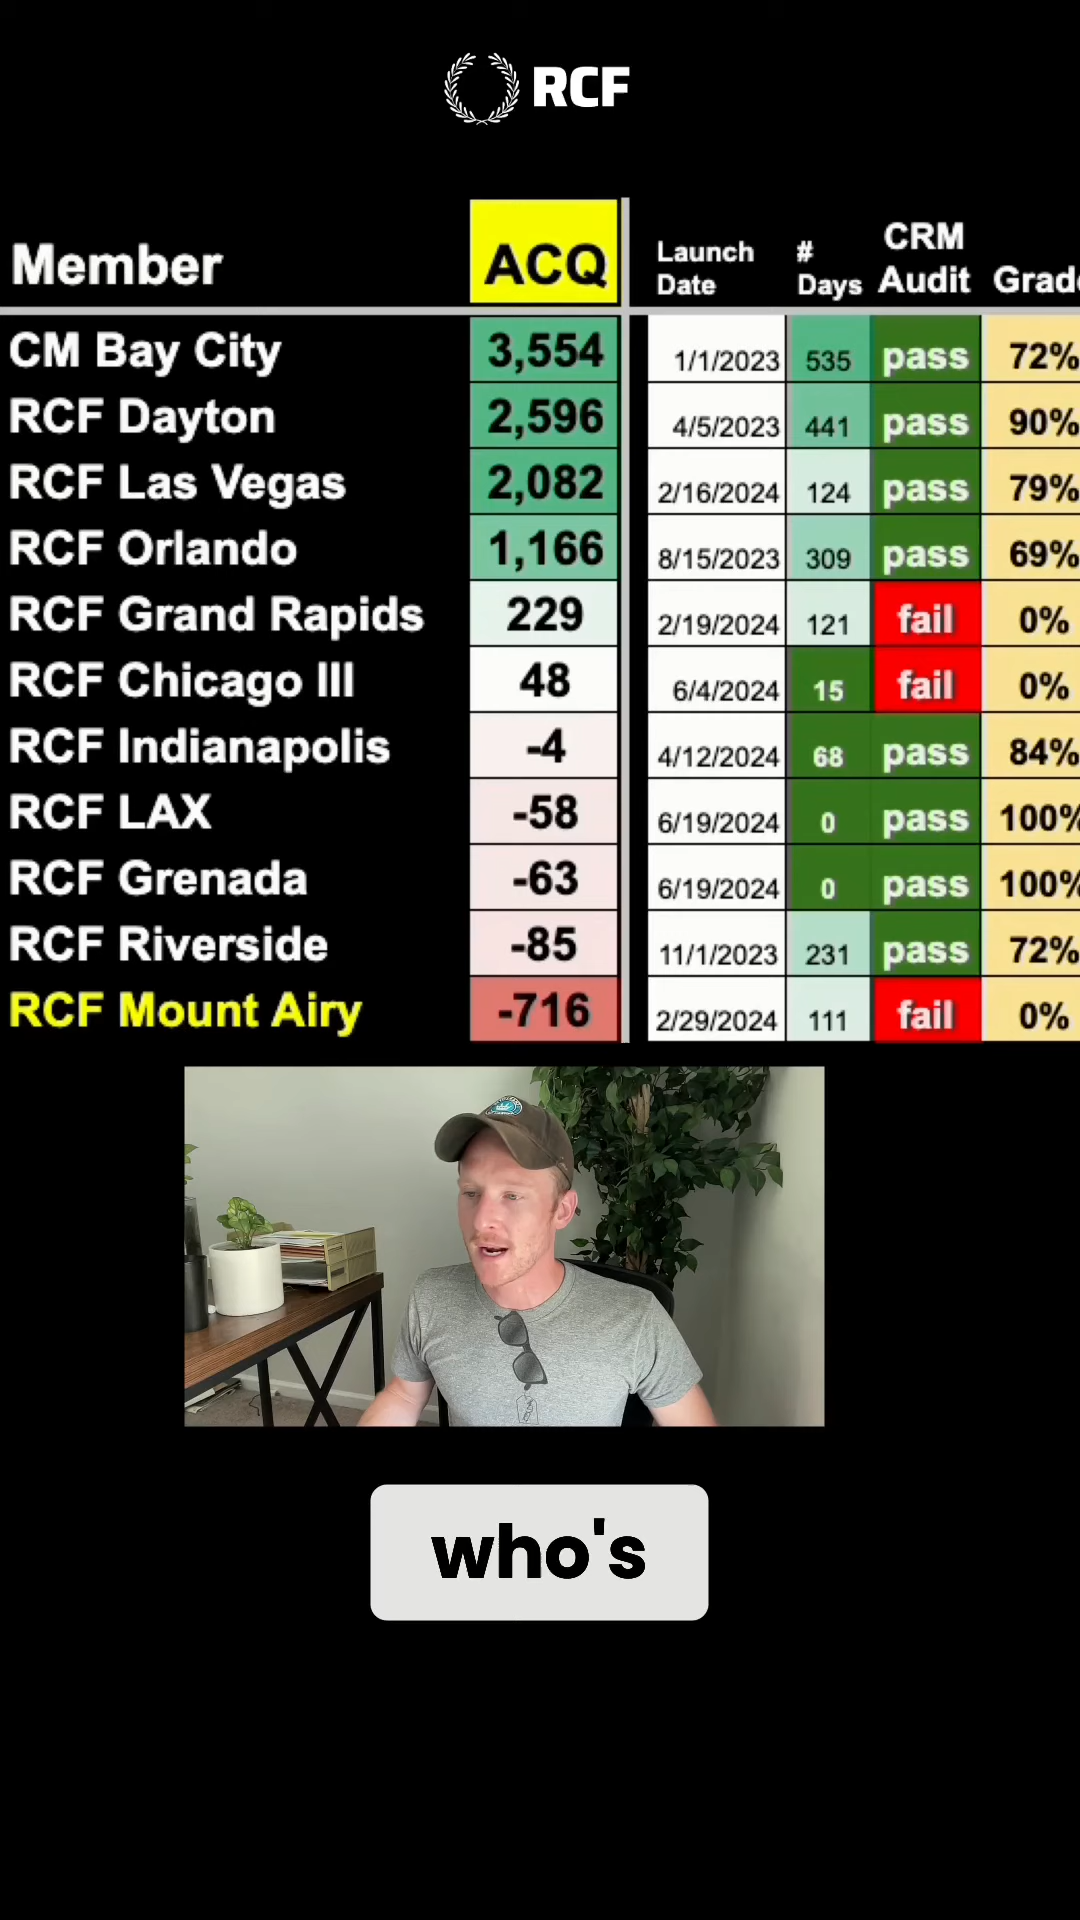 RCF
Member ACQ Launch Date # Days CRM Audit Grade
CM Bay City 3,554 1/1/2023 535 pass 72%
RCF Dayton 2,596 4/5/2023 441 pass 90%
RCF Las Vegas 2,082 2/16/2024 124 pass 79%
RCF Orlando 1,166 8/15/2023 309 pass 69%
RCF Grand Rapids 229 2/19/2024 121 fail 0%
RCF Chicago III 48 6/4/2024 15 fail 0%
RCF Indianapolis -4 4/12/2024 68 pass 84%
RCF LAX -58 6/19/2024 0 pass 100%
RCF Grenada -63 6/19/2024 0 pass 100%
RCF Riverside -85 11/1/2023 231 pass 72%
RCF Mount Airy -716 2/29/2024 111 fail 0%
who's